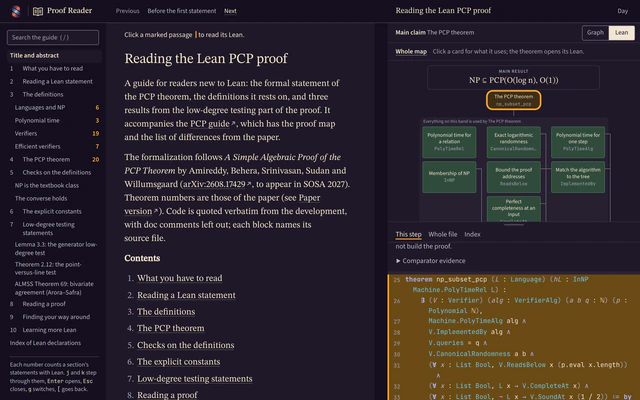 Proof Reader
Previous
Before the first statement
Next
Reading the Lean PCP proof
Day
Search the guide ( / )
Title and abstract
1 What you have to read
2 Reading a Lean statement
3 The definitions
Languages and NP 6
Polynomial time 3
Verifiers 19
Efficient verifiers 7
4 The PCP theorem 20
5 Checks on the definitions
NP is the textbook class
The converse holds
6 The explicit constants
7 Low-degree testing statements
Lemma 3.3: the generator low-degree test
Theorem 2.12: the point-versus-line test
ALMSS Theorem 69: bivariate agreement (Arora–Safra)
8 Reading a proof
9 Finding your way around
10 Learning more Lean
Index of Lean declarations
Each number counts a section's
statements with Lean. j and k step
through them, Enter opens, Esc
closes, g switches, [ goes back.
Click a marked passage to read its Lean.
Reading the Lean PCP proof
A guide for readers new to Lean: the formal statement
of the PCP theorem, the definitions it rests on, and three
results from the low-degree testing part of the proof. It
accompanies the PCP guide↗, which has the proof map
and the list of differences from the paper.
The formalization follows A Simple Algebraic Proof of the
PCP Theorem by Amireddy, Behera, Srinivasan, Sudan and
Willumsgaard (arXiv:2608.17429↗, to appear in SOSA 2027).
Theorem numbers are those of the paper (see Paper
version↗). Code is quoted verbatim from the development,
with doc comments left out; each block names its
source file.
Contents
1. What you have to read
2. Reading a Lean statement
3. The definitions
4. The PCP theorem
5. Checks on the definitions
6. The explicit constants
7. Low-degree testing statements
8. Reading a proof
Main claim The PCP theorem
Graph
Lean
Whole map Click a card for what it uses; the theorem opens its Lean.
MAIN RESULT
NP ⊆ PCP(O(log n), O(1))
The PCP theorem
np_subset_pcp
Everything on this band is used by The PCP theorem
Polynomial time for a relation
PolyTimeRel
Exact logarithmic randomness
CanonicalRandomn…
Polynomial time for one step
PolyTimeAlg
Membership of NP
InNP
Bound the proof addresses
ReadsBelow
Match the algorithm to the tree
ImplementedBy
Perfect completeness at an input
This step
Whole file
Index
not build the proof.
▶ Comparator evidence
25 theorem np_subset_pcp (L : Language) (hL : InNP
Machine.PolyTimeRel L) :
26 ∃ (V : Verifier) (alg : VerifierAlg) (a b q : ℕ) (p :
Polynomial ℕ),
27 Machine.PolyTimeAlg alg ∧
28 V.ImplementedBy alg ∧
29 V.queries = q ∧
30 V.CanonicalRandomness a b ∧
31 (∀ x : List Bool, V.ReadsBelow x (p.eval x.length))
∧
32 (∀ x : List Bool, L x → V.CompleteAt x) ∧
33 (∀ x : List Bool, ¬ L x → V.SoundAt x (1 / 2)) := by